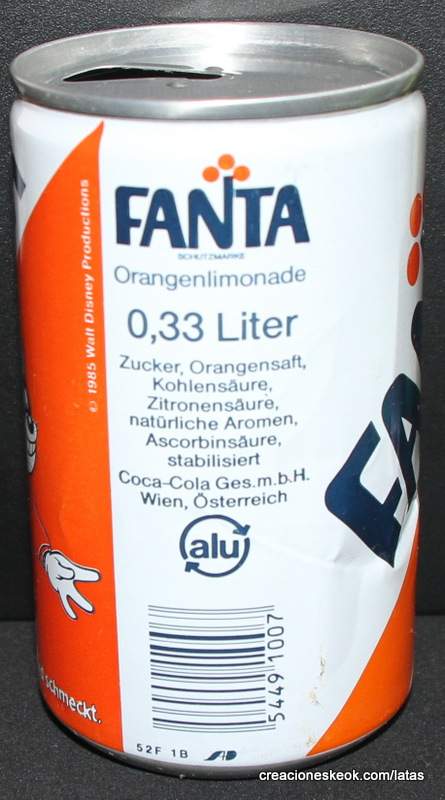 © 1985 Walt Disney Productions
FANTA
SCHUTZMARKE
Orangenlimonade
0,33 Liter
Zucker, Orangensaft,
Kohlensäure,
Zitronensäure,
natürliche Aromen,
Ascorbinsäure,
stabilisiert
Coca-Cola Ges.m.b.H.
Wien, Österreich
alu
5449 1007
52F 1B
schmeckt.
FA
creacioneskeok.com/latas